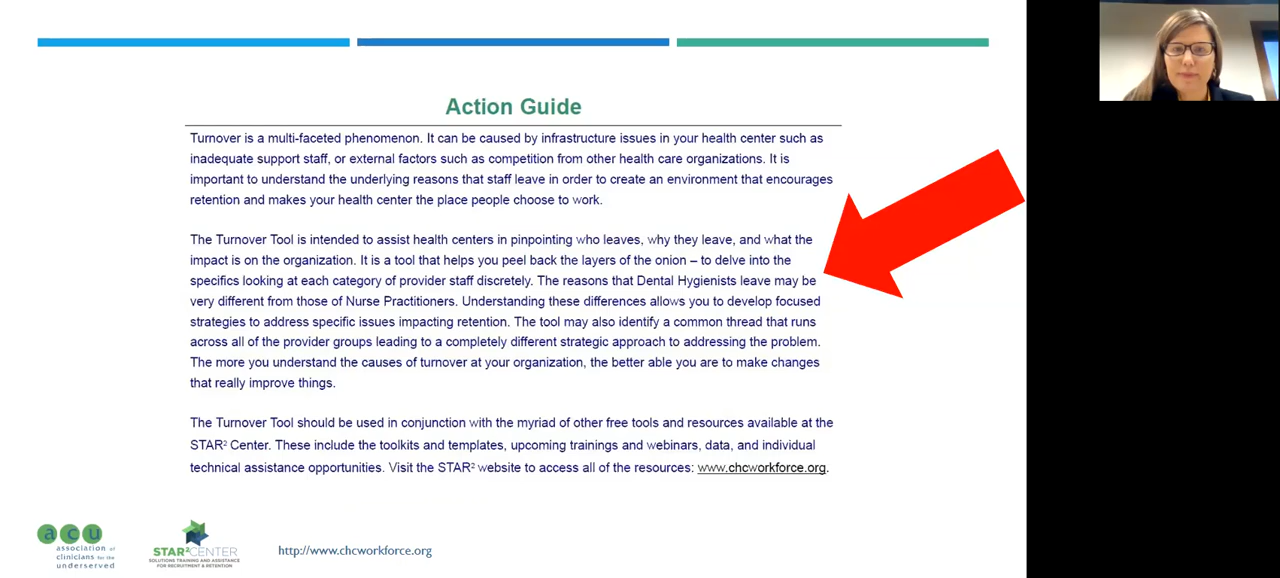 Action Guide
Turnover is a multi-faceted phenomenon. It can be caused by infrastructure issues in your health center such as
inadequate support staff, or external factors such as competition from other health care organizations. It is
important to understand the underlying reasons that staff leave in order to create an environment that encourages
retention and makes your health center the place people choose to work.
The Turnover Tool is intended to assist health centers in pinpointing who leaves, why they leave, and what the
impact is on the organization. It is a tool that helps you peel back the layers of the onion – to delve into the
specifics looking at each category of provider staff discretely. The reasons that Dental Hygienists leave may be
very different from those of Nurse Practitioners. Understanding these differences allows you to develop focused
strategies to address specific issues impacting retention. The tool may also identify a common thread that runs
across all of the provider groups leading to a completely different strategic approach to addressing the problem.
The more you understand the causes of turnover at your organization, the better able you are to make changes
that really improve things.
The Turnover Tool should be used in conjunction with the myriad of other free tools and resources available at the
STAR² Center. These include the toolkits and templates, upcoming trainings and webinars, data, and individual
technical assistance opportunities. Visit the STAR² website to access all of the resources: www.chcworkforce.org.
acu
association of
clinicians for the
underserved
STAR²CENTER
SOLUTIONS TRAINING AND ASSISTANCE
FOR RECRUITMENT & RETENTION
http://www.chcworkforce.org